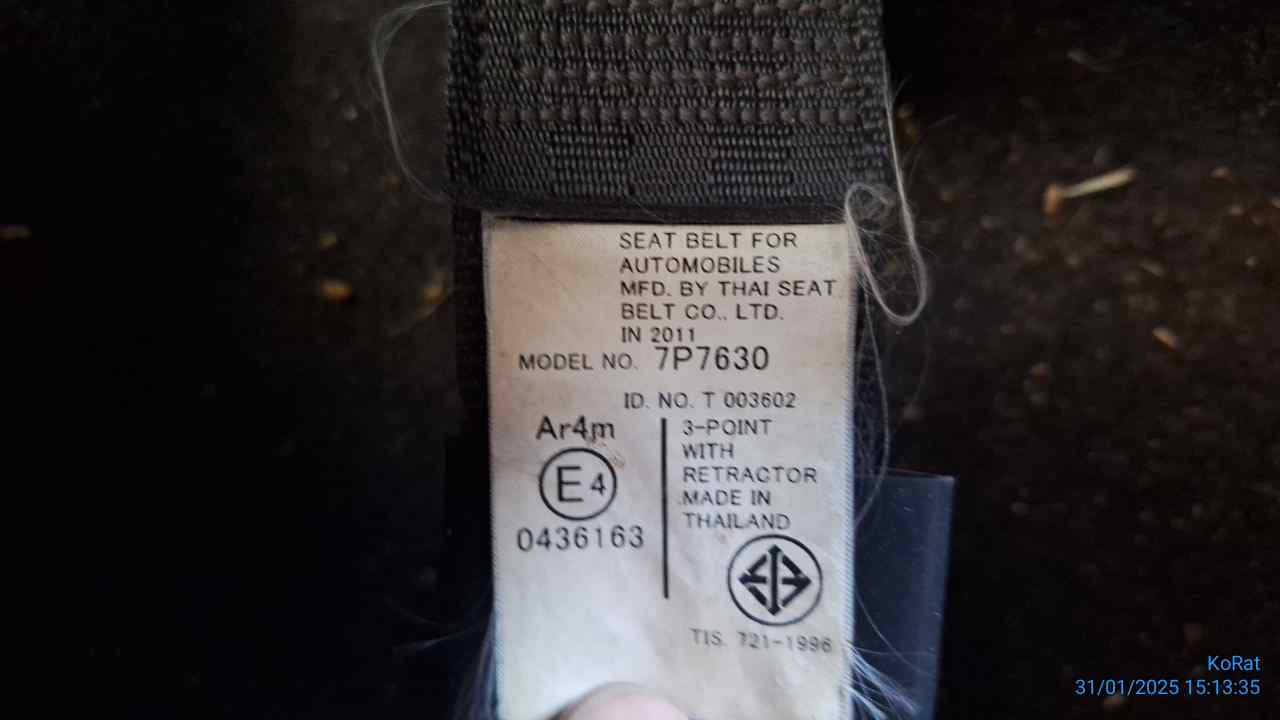 SEAT BELT FOR
AUTOMOBILES
MFD. BY THAI SEAT
BELT CO., LTD.
IN 2011
MODEL NO. 7P7630
ID. NO. T 003602
Ar4m
E4
0436163
3-POINT
WITH
RETRACTOR
MADE IN
THAILAND
TIS. 721-1996
KoRat
31/01/2025 15:13:35